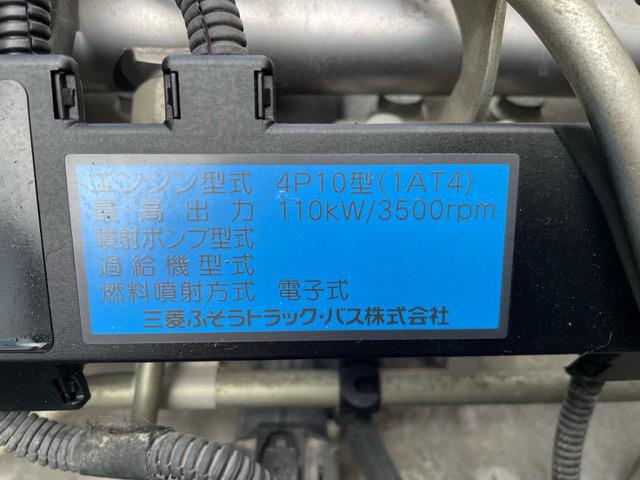 エンジン型式 4P10型(1AT4)
最高出力 110kW/3500rpm
噴射ポンプ型式
過給機型式
燃料噴射方式 電子式
三菱ふそうトラック・バス株式会社